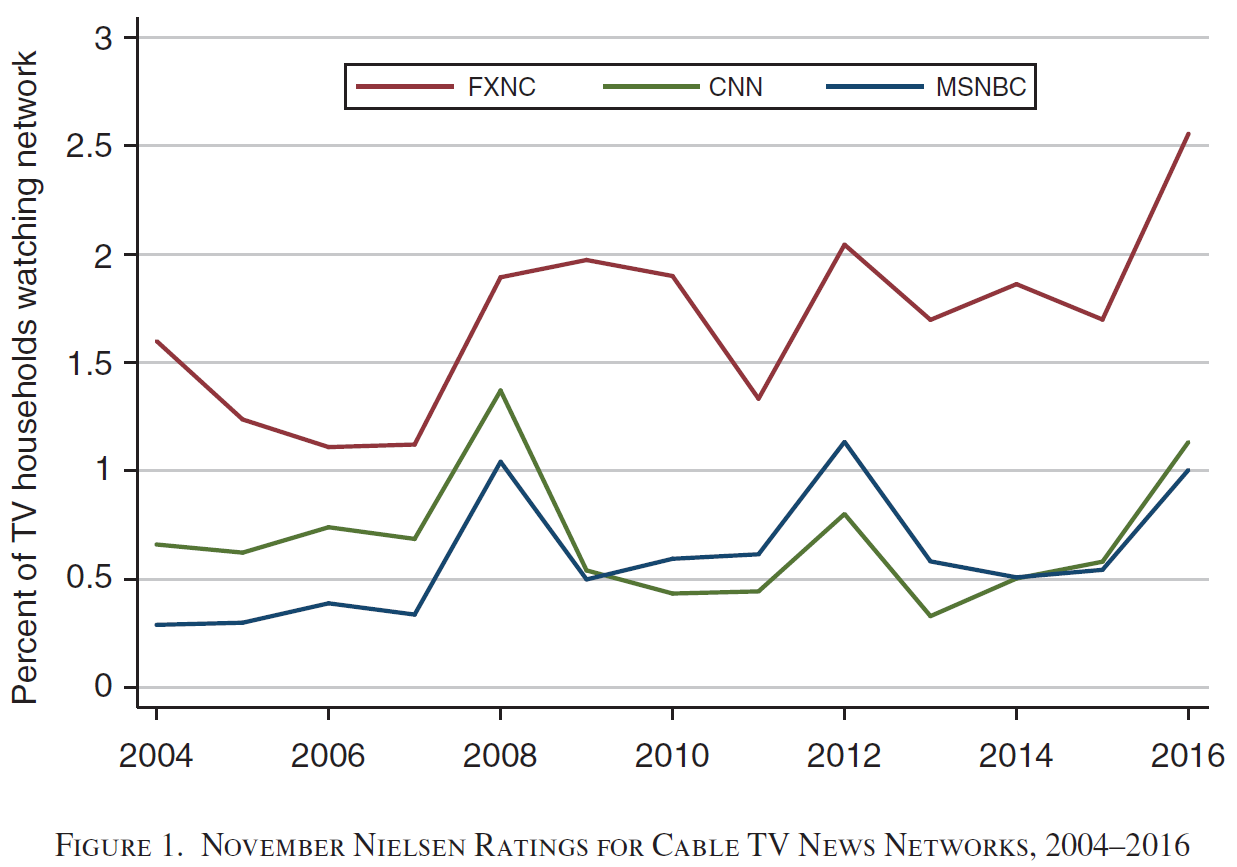 Percent of TV households watching network
3
2.5
2
1.5
1
0.5
0
FXNC CNN MSNBC
2004 2006 2008 2010 2012 2014 2016
Figure 1. November Nielsen Ratings for Cable TV News Networks, 2004–2016